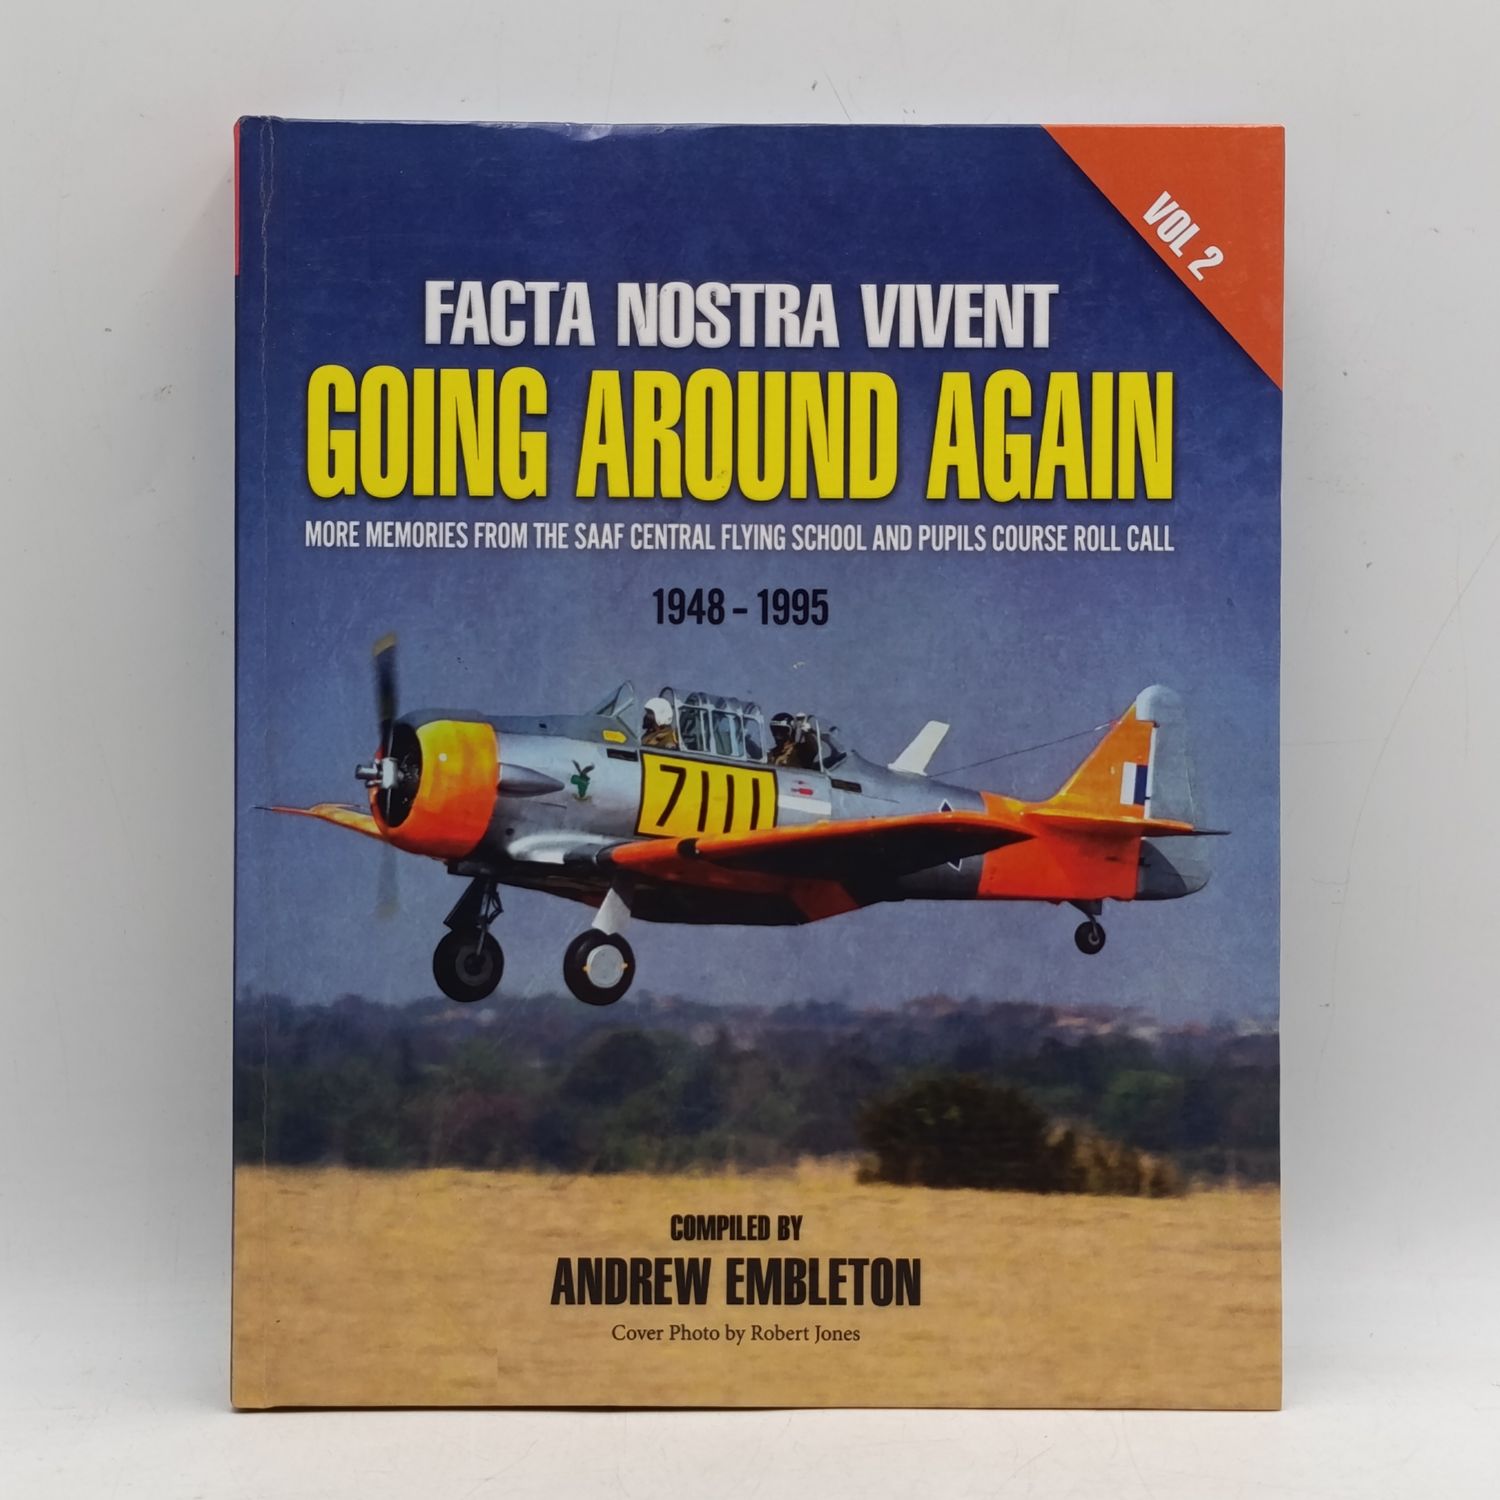 VOL 2
FACTA NOSTRA VIVENT
GOING AROUND AGAIN
MORE MEMORIES FROM THE SAAF CENTRAL FLYING SCHOOL AND PUPILS COURSE ROLL CALL
1948 – 1995
7111
COMPILED BY
ANDREW EMBLETON
Cover Photo by Robert Jones